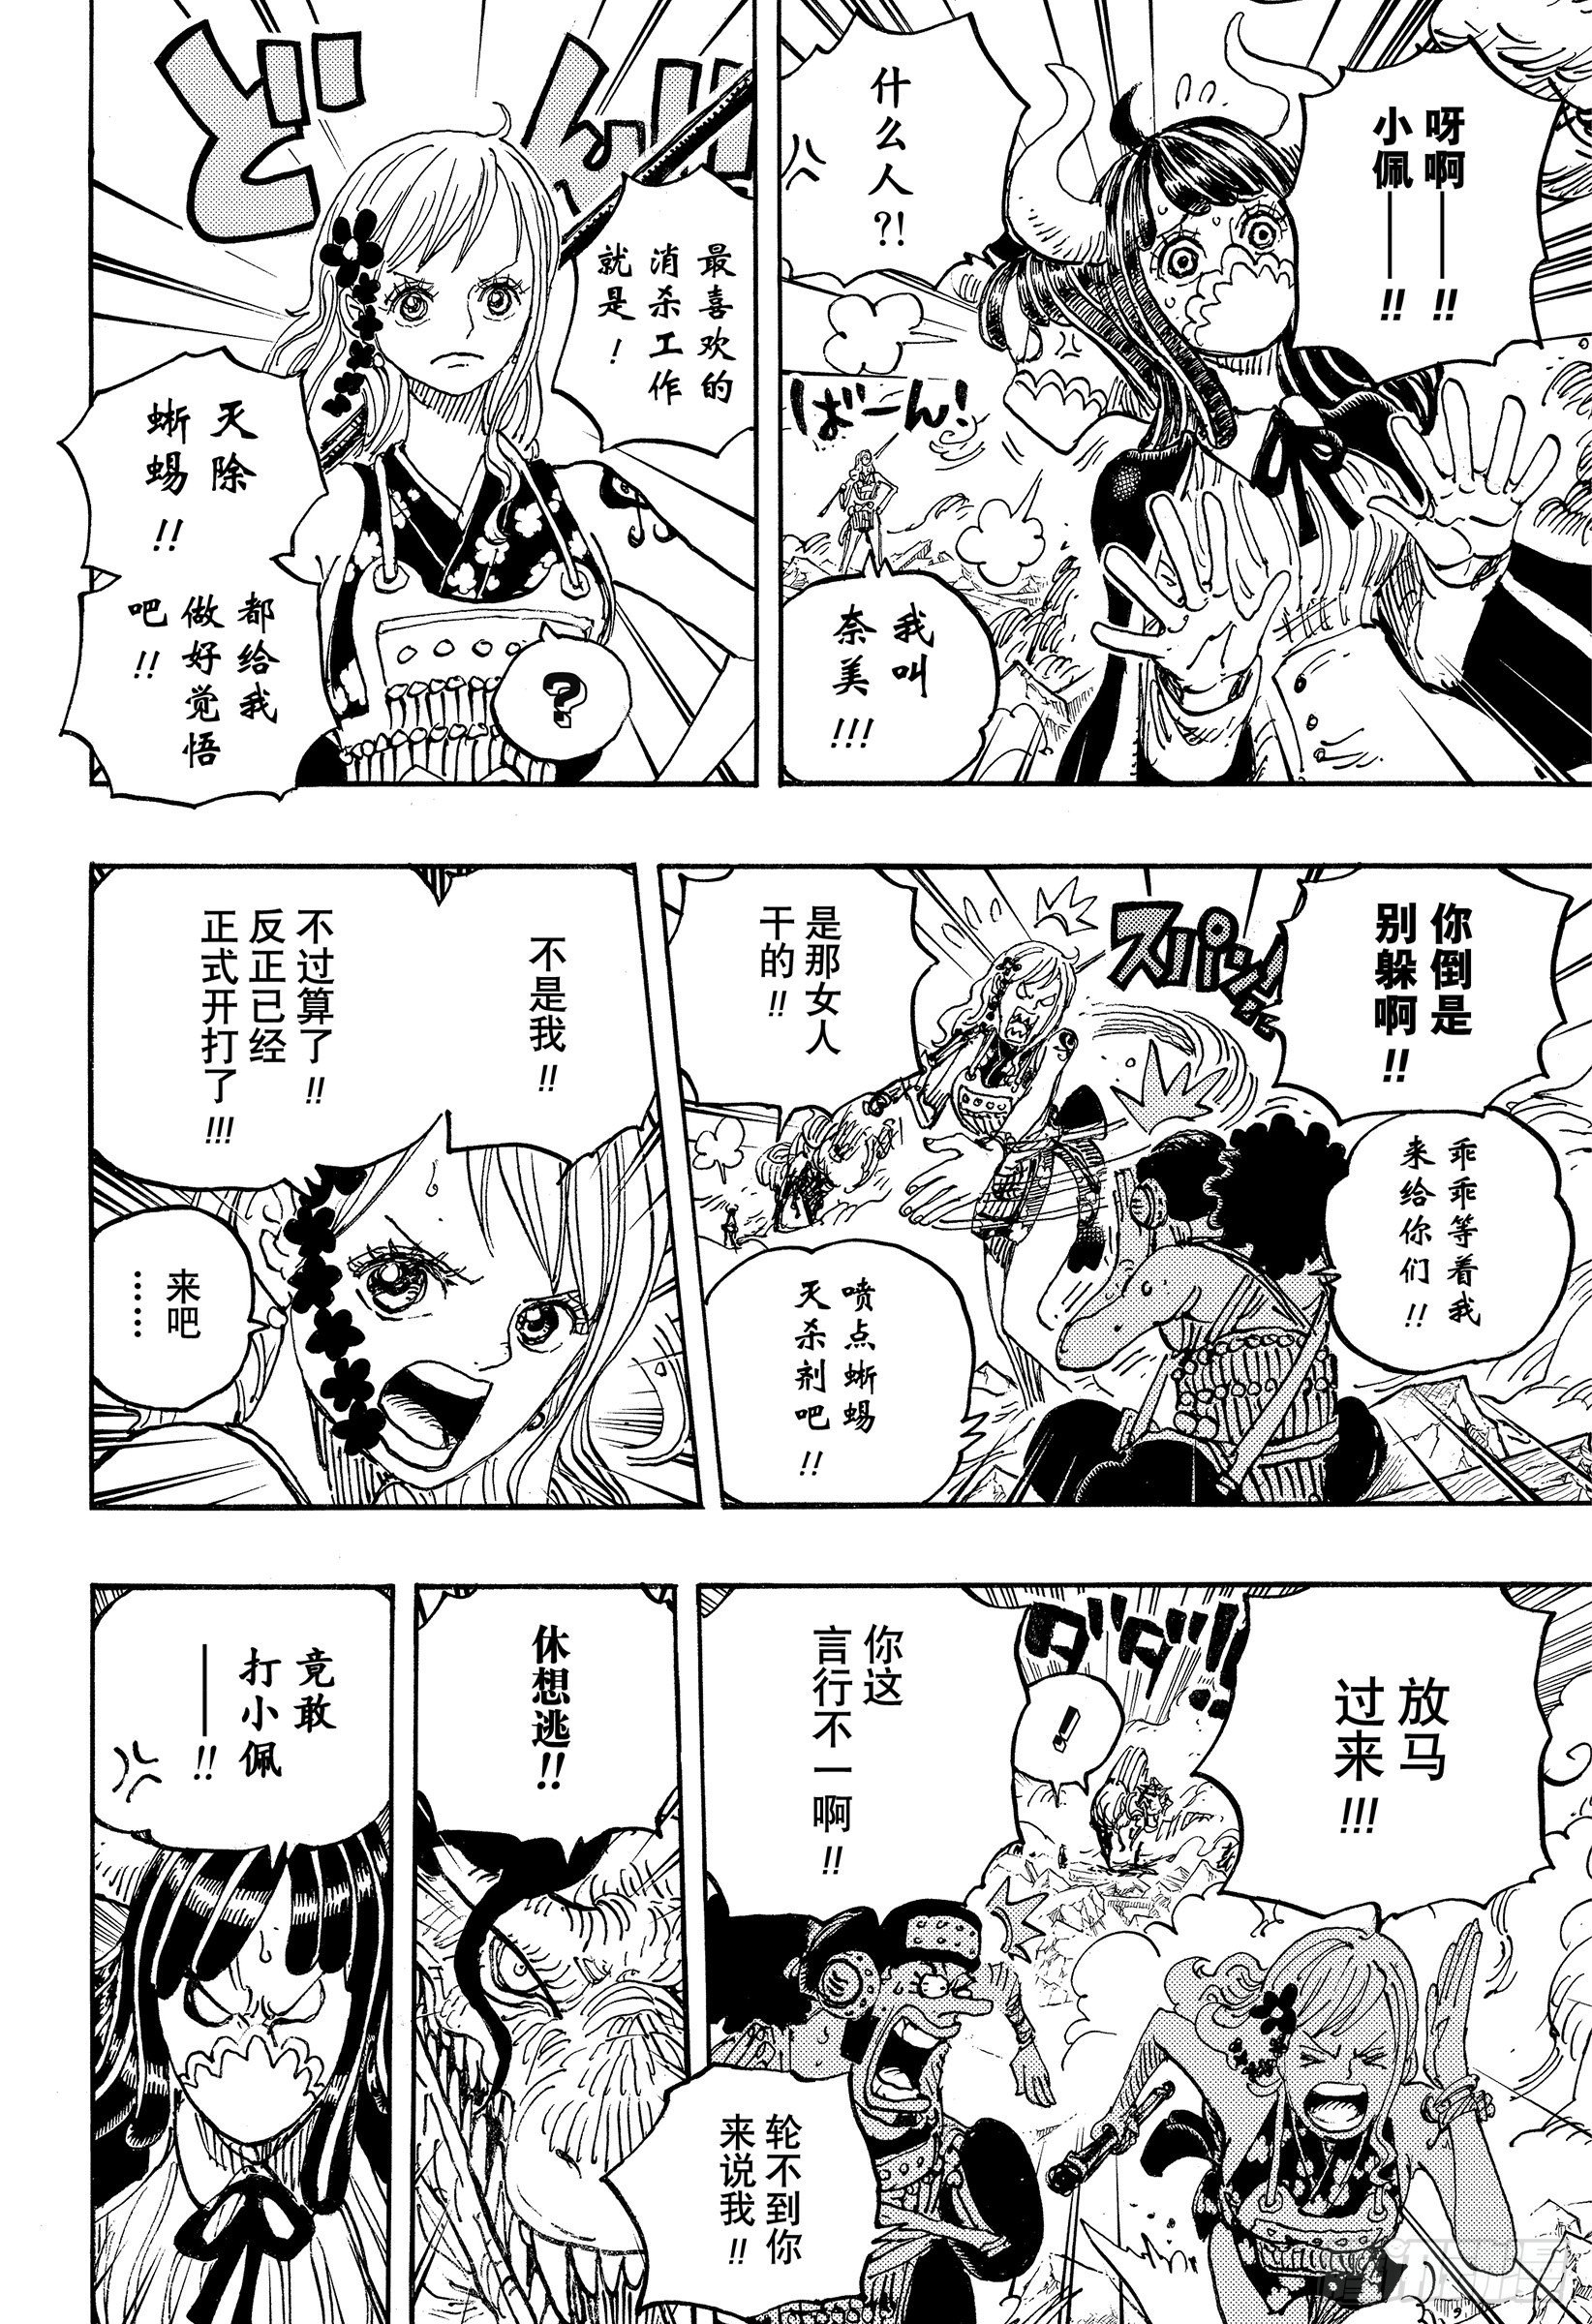 呀啊——!!
小佩——!!
什么人?!
ばーん!
我叫
奈美!!!
どんっ
最喜欢的
消杀工作
就是!
灭除
蜥蜴!!
?
都给我
做好觉悟
吧!!
你倒是
别躲啊!!
スパン
乖乖等着我
来给你们!!
是那女人
干的!!
喷点蜥蜴
灭杀剂吧!!
不是我!!
不过算了!!
反正已经
正式开打了!!!
来吧
……
放马
过来!!!
ダダ!!
!
你这
言行不一啊!!
轮不到你
来说我!!
休想逃!!
竟敢
打小佩
——!!